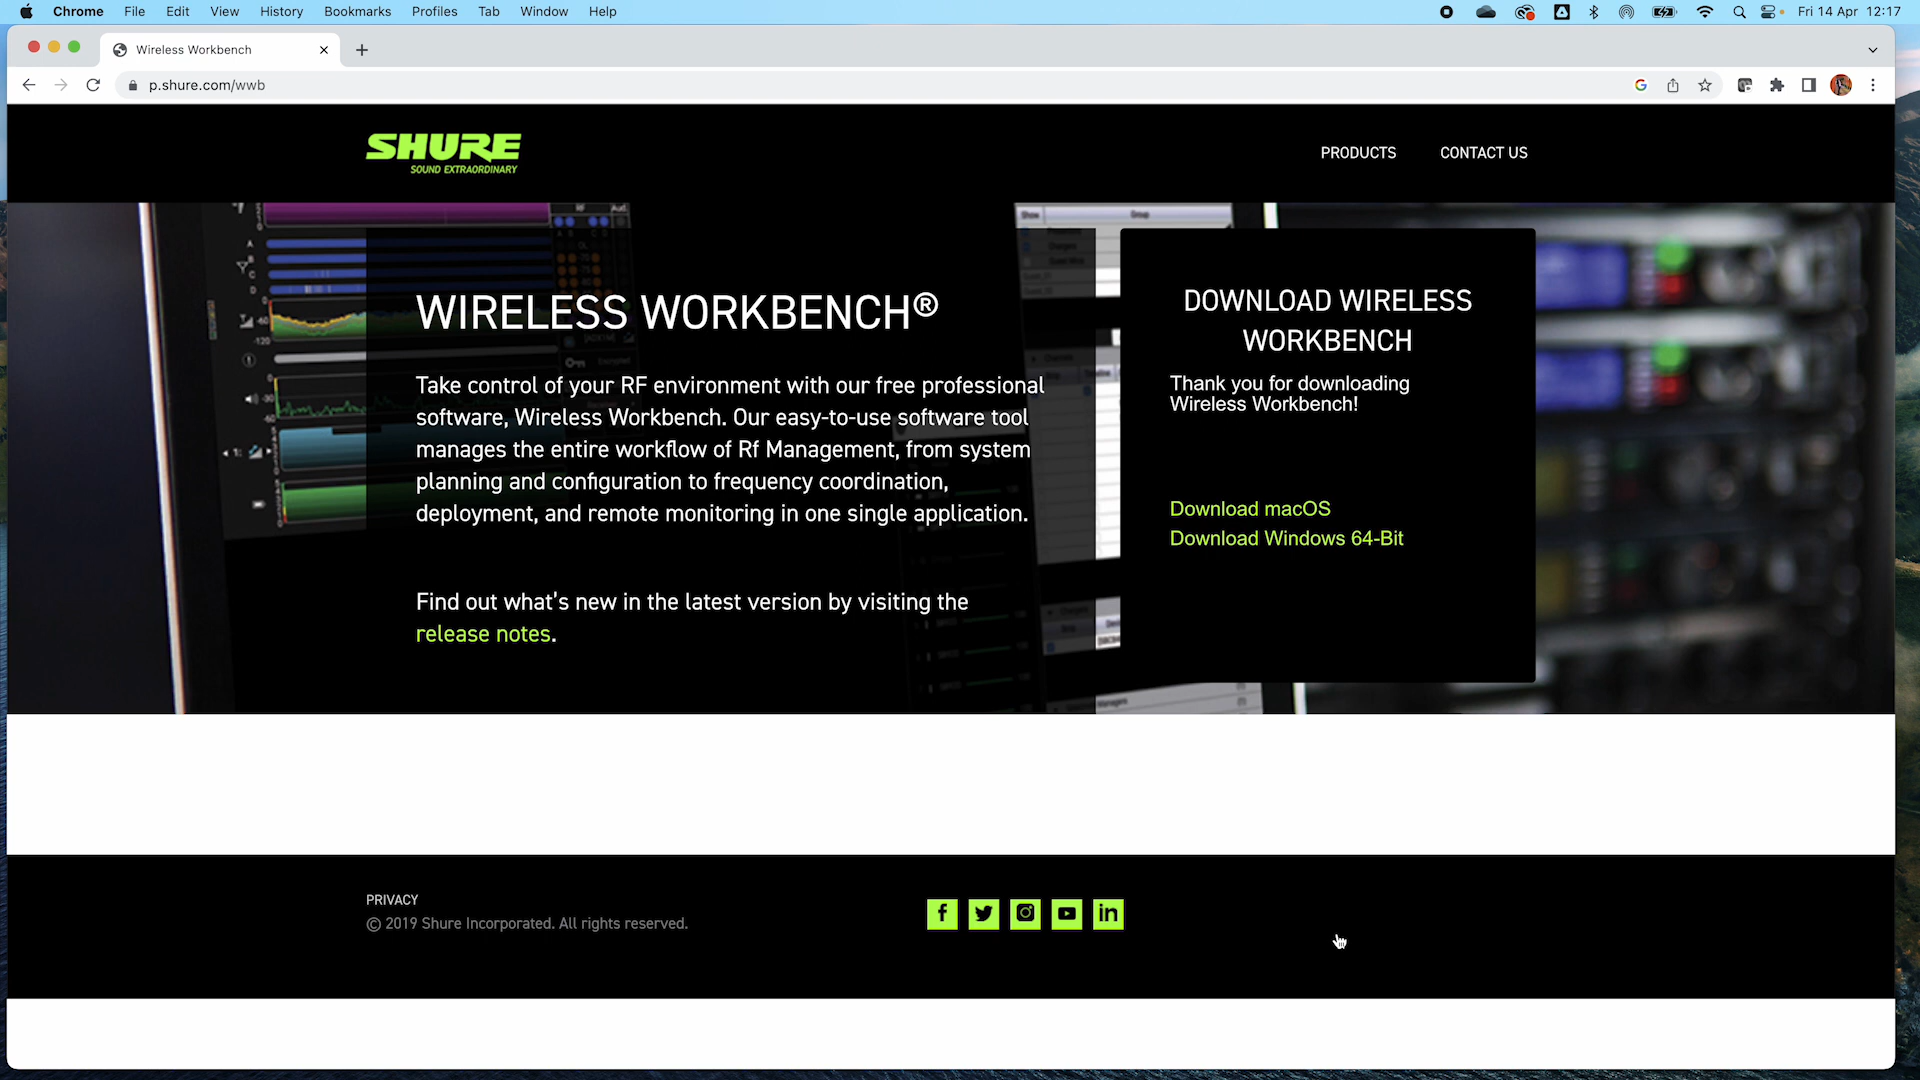 Chrome File Edit View History Bookmarks Profiles Tab Window Help Fri 14 Apr 12:17
Wireless Workbench
p.shure.com/wwb
SHURE
SOUND EXTRAORDINARY
PRODUCTS CONTACT US
WIRELESS WORKBENCH®
Take control of your RF environment with our free professional
software, Wireless Workbench. Our easy-to-use software tool
manages the entire workflow of Rf Management, from system
planning and configuration to frequency coordination,
deployment, and remote monitoring in one single application.
Find out what's new in the latest version by visiting the
release notes.
DOWNLOAD WIRELESS
WORKBENCH
Thank you for downloading
Wireless Workbench!
Download macOS
Download Windows 64-Bit
PRIVACY
© 2019 Shure Incorporated. All rights reserved.